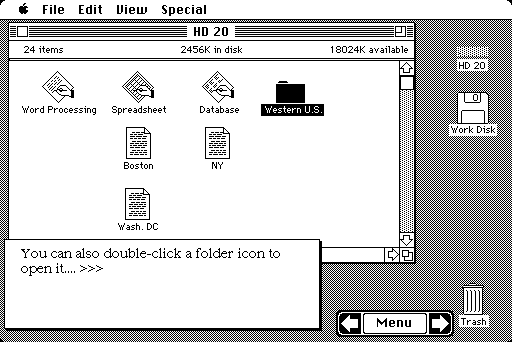 File Edit View Special
HD 20
24 items 2456K in disk 18024K available
Word Processing Spreadsheet Database Western U.S.
Boston NY
Wash. DC
You can also double-click a folder icon to
open it.... >>>
HD 20
Work Disk
Trash
Menu